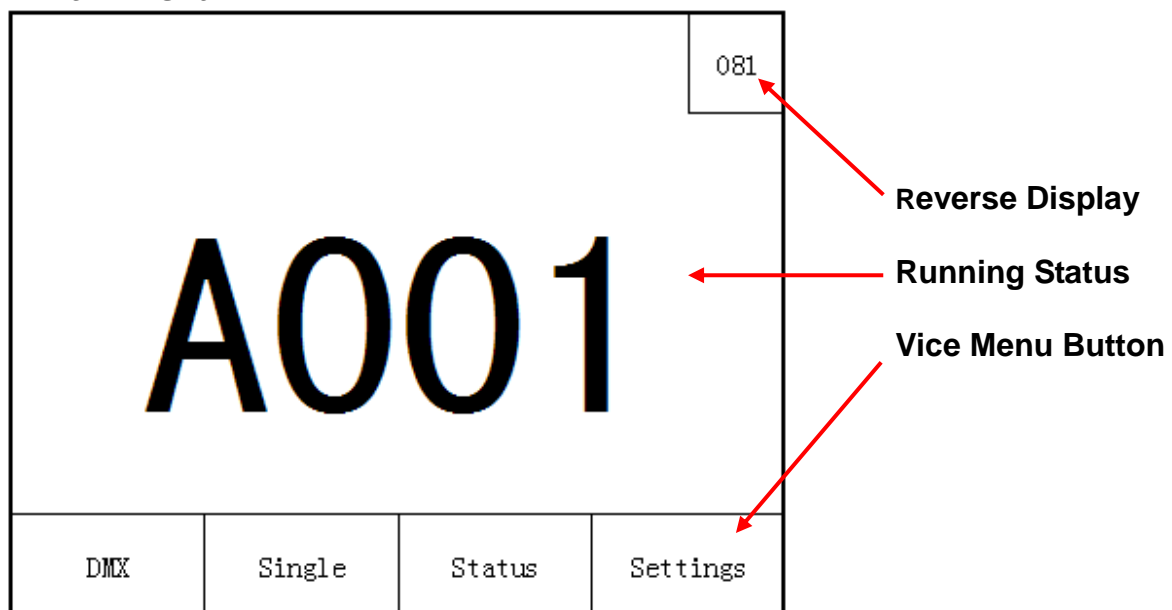 081
Reverse Display
Running Status
A001
Vice Menu Button
DMX Single Status Settings